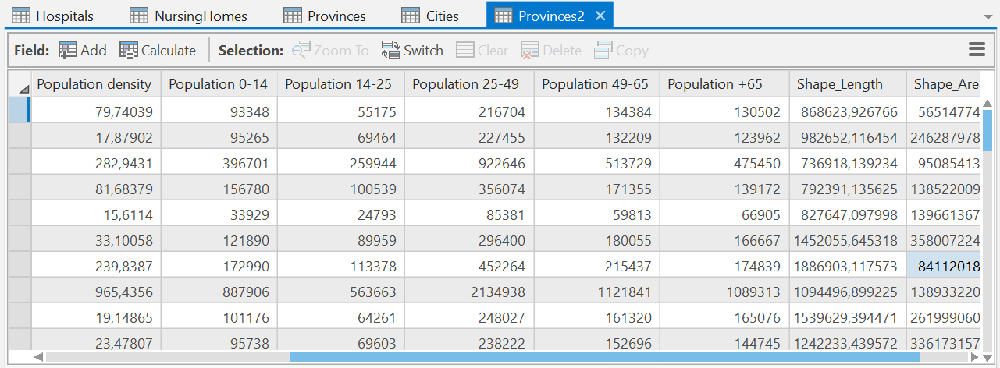 Hospitals NursingHomes Provinces Cities Provinces2
Field: Add Calculate Selection: Zoom To Switch Clear Delete Copy
Population density Population 0-14 Population 14-25 Population 25-49 Population 49-65 Population +65 Shape_Length Shape_Area
79,74039 93348 55175 216704 134384 130502 868623,926766 56514774
17,87902 95265 69464 227455 132209 123962 982652,116454 246287978
282,9431 396701 259944 922646 513729 475450 736918,139234 95085413
81,68379 156780 100539 356074 171355 139172 792391,135625 138522009
15,6114 33929 24793 85381 59813 66905 827647,097998 139661367
33,10058 121890 89959 296400 180055 166667 1452055,645318 358007224
239,8387 172990 113378 452264 215437 174839 1886903,117573 84112018
965,4356 887906 563663 2134938 1121841 1089313 1094496,899225 138933220
19,14865 101176 64261 248027 161320 165076 1539629,394471 261999060
23,47807 95738 69603 238222 152696 144745 1242233,439572 336173157